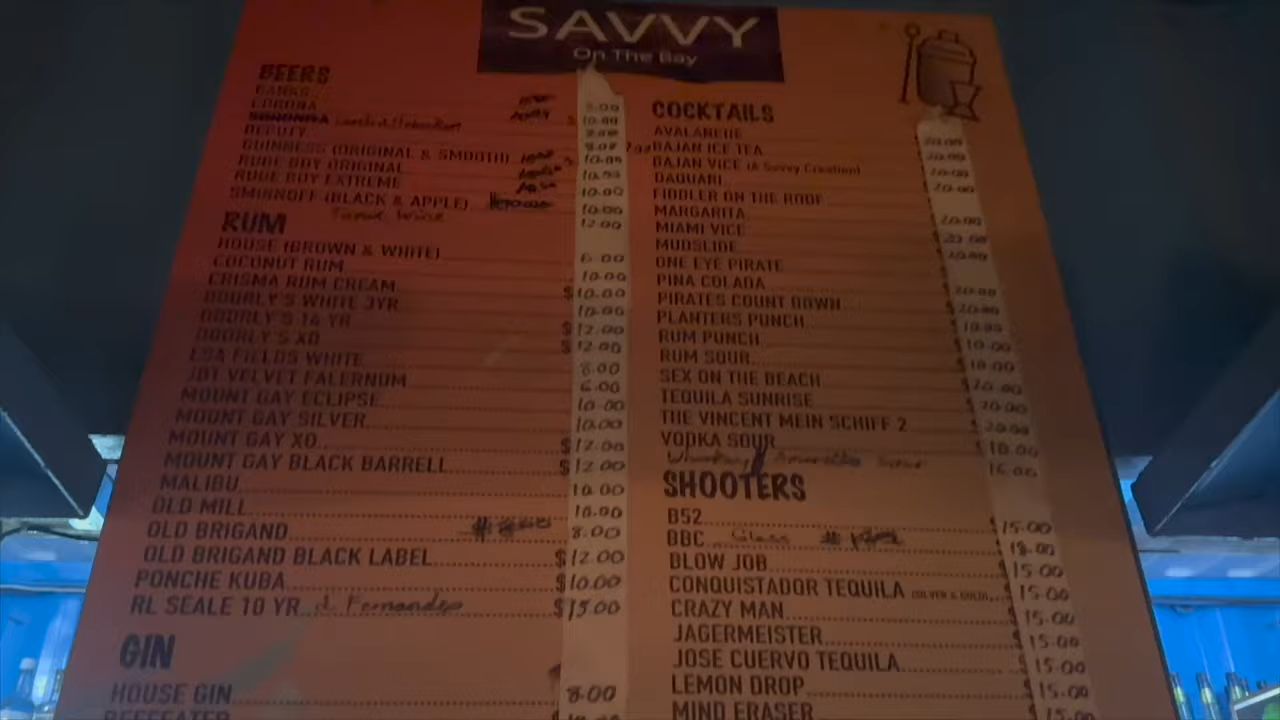 SAVVY
On The Bay
BEERS
BANKS
CORONA
DEPUTY
GUINNESS (ORIGINAL & SMOOTH)
RUDE BOY ORIGINAL
RUDE BOY EXTREME
SMIRNOFF (BLACK & APPLE)
RUM
HOUSE (BROWN & WHITE) 6.00
COCONUT RUM 10.00
CRISMA RUM CREAM $10.00
DOORLY'S WHITE 3YR 10.00
DOORLY'S 14 YR $12.00
DOORLY'S XO $12.00
ESA FIELDS WHITE 8.00
JDT VELVET FALERNUM 6.00
MOUNT GAY ECLIPSE 10.00
MOUNT GAY SILVER 10.00
MOUNT GAY XO $12.00
MOUNT GAY BLACK BARRELL $12.00
MALIBU 10.00
OLD MILL 10.00
OLD BRIGAND 8.00
OLD BRIGAND BLACK LABEL $12.00
PONCHE KUBA $10.00
RL SEALE 10 YR $15.00
GIN
HOUSE GIN 8.00
BEEFEATER
COCKTAILS
AVALANCHE
BAJAN ICE TEA
BAJAN VICE (A Savvy Creation)
DAQUARI
FIDDLER ON THE ROOF
MARGARITA
MIAMI VICE
MUDSLIDE
ONE EYE PIRATE
PINA COLADA
PIRATES COUNT DOWN
PLANTERS PUNCH
RUM PUNCH
RUM SOUR
SEX ON THE BEACH
TEQUILA SUNRISE
THE VINCENT MEIN SCHIFF 2
VODKA SOUR
SHOOTERS
B52 $15.00
BBC Glass 18.00
BLOW JOB $15.00
CONQUISTADOR TEQUILA (SILVER & GOLD) $15.00
CRAZY MAN $15.00
JAGERMEISTER $15.00
JOSE CUERVO TEQUILA $15.00
LEMON DROP $15.00
MIND ERASER $15.00